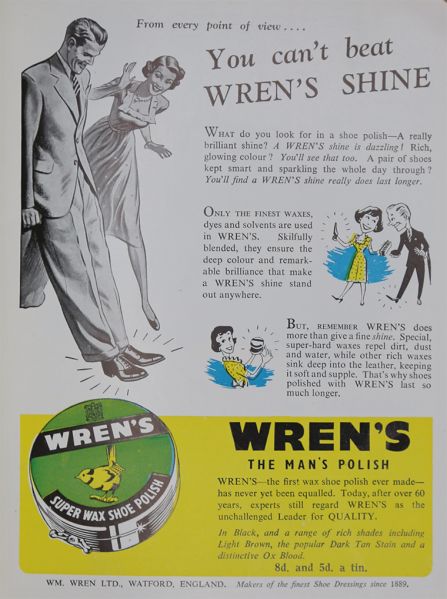 From every point of view ....
You can't beat
WREN'S SHINE
WHAT do you look for in a shoe polish—A really
brilliant shine? A WREN'S shine is dazzling! Rich,
glowing colour? You'll see that too. A pair of shoes
kept smart and sparkling the whole day through?
You'll find a WREN'S shine really does last longer.
ONLY THE FINEST WAXES,
dyes and solvents are used
in WREN'S. Skilfully
blended, they ensure the
deep colour and remark-
able brilliance that make
a WREN'S shine stand
out anywhere.
BUT, REMEMBER WREN'S does
more than give a fine shine. Special,
super-hard waxes repel dirt, dust
and water, while other rich waxes
sink deep into the leather, keeping
it soft and supple. That's why shoes
polished with WREN'S last so
much longer.
WREN'S
SUPER WAX SHOE POLISH
WREN'S
THE MAN'S POLISH
WREN'S—the first wax shoe polish ever made—
has never yet been equalled. Today, after over 60
years, experts still regard WREN'S as the
unchallenged Leader for QUALITY.
In Black, and a range of rich shades including
Light Brown, the popular Dark Tan Stain and a
distinctive Ox Blood.
8d. and 5d. a tin.
WM. WREN LTD., WATFORD, ENGLAND. Makers of the finest Shoe Dressings since 1889.